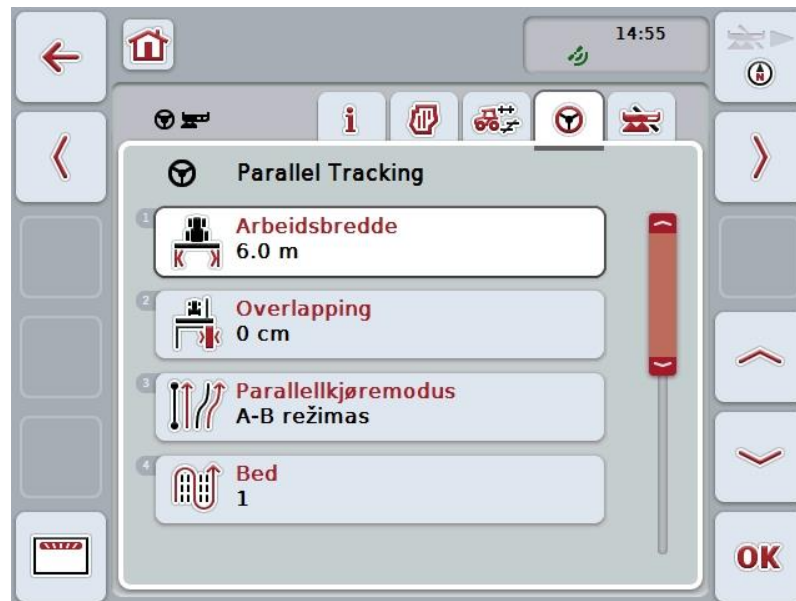 14:55
N
i
Parallel Tracking
1
Arbeidsbredde
6.0 m
2
Overlapping
0 cm
3
Parallellkjøremodus
A-B režimas
4
Bed
1
OK